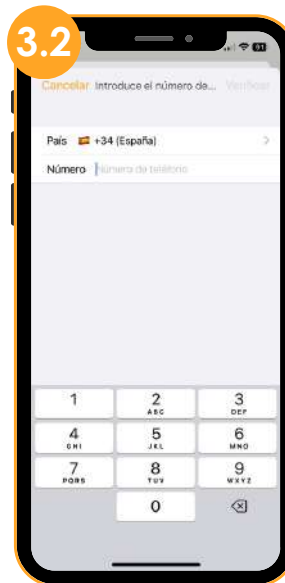 3.2
61
Cancelar Introduce el número de... Verificar
País +34 (España)
Número Número de teléfono
1 2 3
ABC DEF
4 5 6
GHI JKL MNO
7 8 9
PQRS TUV WXYZ
0